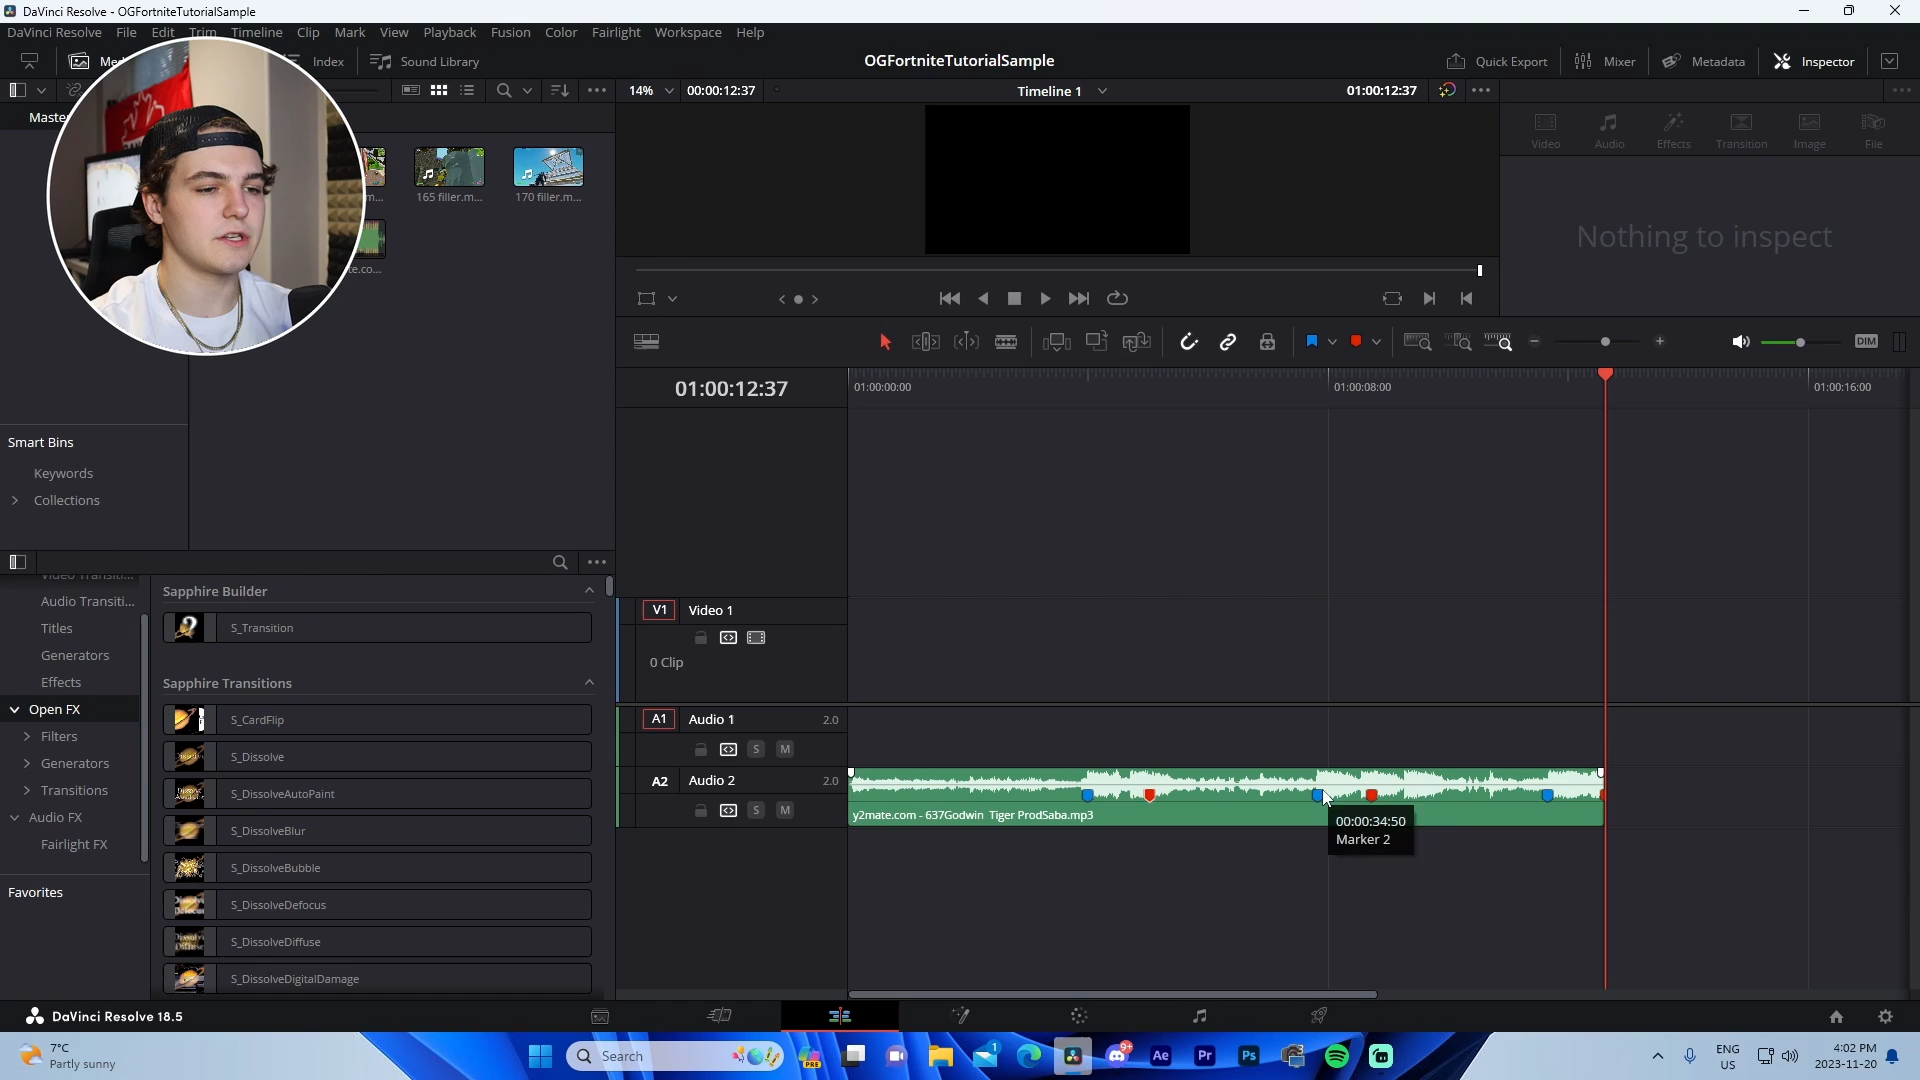 DaVinci Resolve - OGFortniteTutorialSample
DaVinci Resolve File Edit Trim Timeline Clip Mark View Playback Fusion Color Fairlight Workspace Help
Index Sound Library
OGFortniteTutorialSample
Quick Export Mixer Metadata Inspector
14% 00:00:12:37 Timeline 1 01:00:12:37
165 filler.m...
170 filler.m...
Video Audio Effects Transition Image File
Nothing to inspect
Smart Bins
Keywords
Collections
01:00:12:37
DIM
01:00:00:00
01:00:08:00
01:00:16:00
Audio Transiti...
Titles
Generators
Effects
Open FX
Filters
Generators
Transitions
Audio FX
Fairlight FX
Favorites
Sapphire Builder
S_Transition
Sapphire Transitions
S_CardFlip
S_Dissolve
S_DissolveAutoPaint
S_DissolveBlur
S_DissolveBubble
S_DissolveDefocus
S_DissolveDiffuse
S_DissolveDigitalDamage
V1 Video 1
0 Clip
A1 Audio 1 2.0
S M
A2 Audio 2 2.0
S M
y2mate.com - 637Godwin Tiger ProdSaba.mp3
00:00:34:50
Marker 2
DaVinci Resolve 18.5
7°C
Partly sunny
Search
PRE
1
9+
Ae
Pr
Ps
ENG
US
4:02 PM
2023-11-20